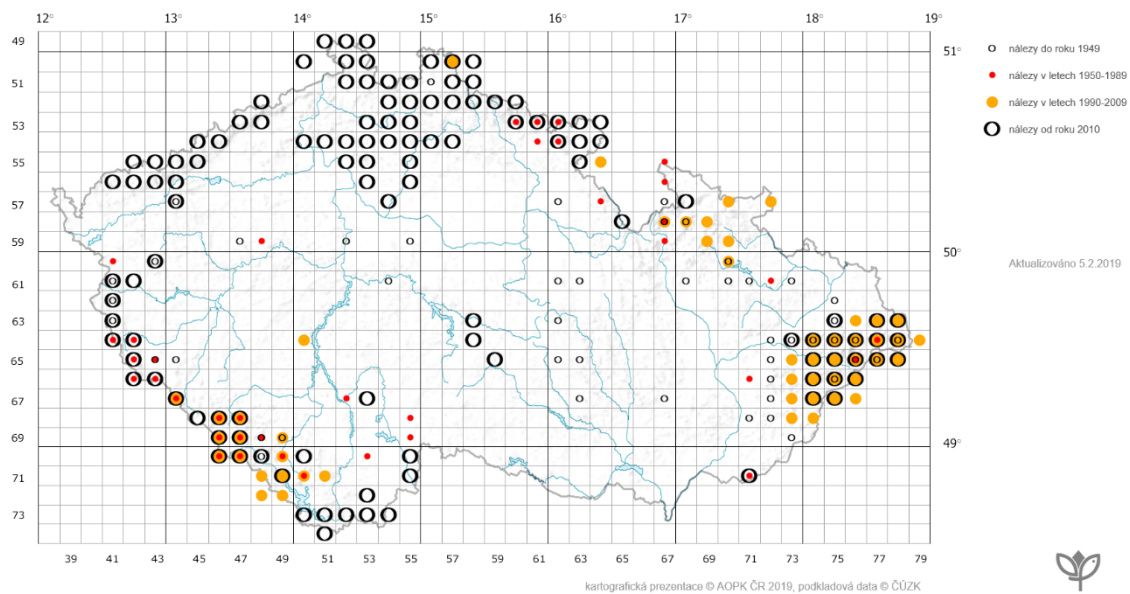 12° 13° 14° 15° 16° 17° 18° 19°
49
51°
nálezy do roku 1949
51
nálezy v letech 1950-1989
nálezy v letech 1990-2009
53
nálezy od roku 2010
55
57
59
50°
Aktualizováno 5.2.2019
61
63
65
67
69
49°
71
73
39 41 43 45 47 49 51 53 55 57 59 61 63 65 67 69 71 73 75 77 79
kartografická prezentace © AOPK ČR 2019, podkladová data © ČÚZK